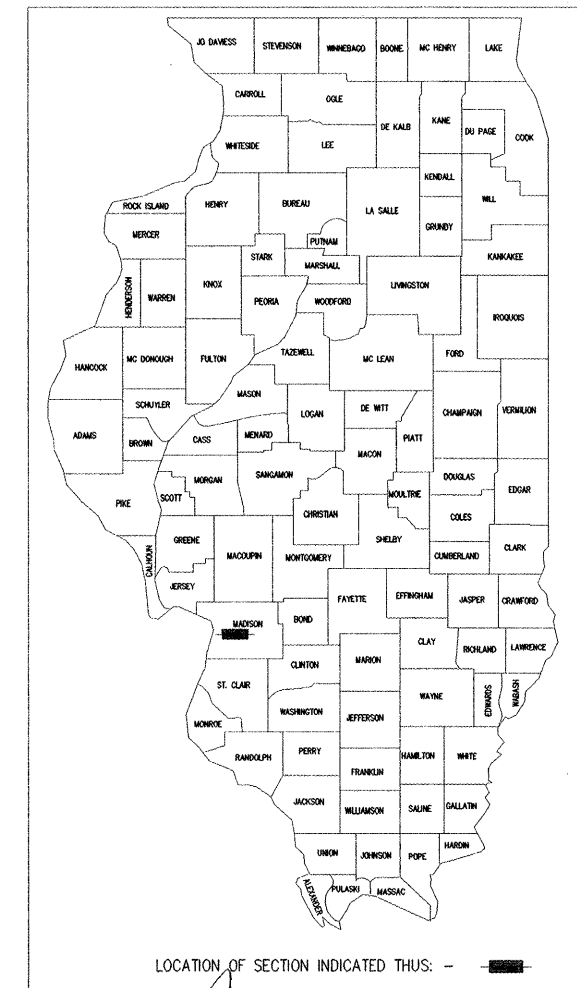 JO DAVIESS STEVENSON WINNEBAGO BOONE MC HENRY LAKE
CARROLL OGLE DE KALB KANE DU PAGE COOK
WHITESIDE LEE
KENDALL
ROCK ISLAND HENRY BUREAU LA SALLE WILL
MERCER PUTNAM GRUNDY
STARK MARSHALL KANKAKEE
HENDERSON WARREN KNOX PEORIA WOODFORD LIVINGSTON IROQUOIS
HANCOCK MC DONOUGH FULTON TAZEWELL MC LEAN FORD
SCHUYLER MASON LOGAN DE WITT CHAMPAIGN VERMILION
ADAMS BROWN CASS MENARD MACON PIATT
PIKE SCOTT MORGAN SANGAMON MOULTRIE DOUGLAS EDGAR
CHRISTIAN COLES
CALHOUN GREENE MACOUPIN MONTGOMERY SHELBY CUMBERLAND CLARK
JERSEY FAYETTE EFFINGHAM JASPER CRAWFORD
MADISON BOND CLAY RICHLAND LAWRENCE
CLINTON MARION
ST. CLAIR WAYNE EDWARDS WABASH
MONROE WASHINGTON JEFFERSON
RANDOLPH PERRY HAMILTON WHITE
FRANKLIN
JACKSON WILLIAMSON SALINE GALLATIN
UNION JOHNSON POPE HARDIN
ALEXANDER PULASKI MASSAC
LOCATION OF SECTION INDICATED THUS: -